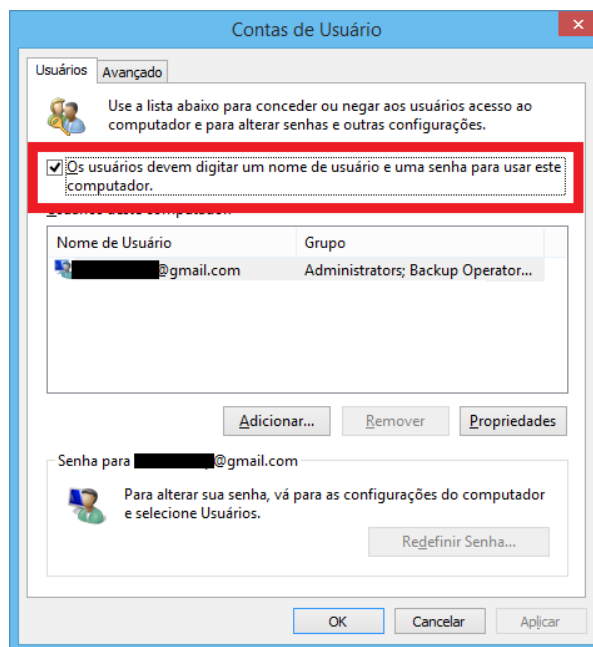 Contas de Usuário
Usuários
Avançado
Use a lista abaixo para conceder ou negar aos usuários acesso ao
computador e para alterar senhas e outras configurações.
Os usuários devem digitar um nome de usuário e uma senha para usar este
computador.
Nome de Usuário Grupo
@gmail.com Administrators; Backup Operator...
Adicionar... Remover Propriedades
Senha para @gmail.com
Para alterar sua senha, vá para as configurações do computador
e selecione Usuários.
Redefinir Senha...
OK Cancelar Aplicar